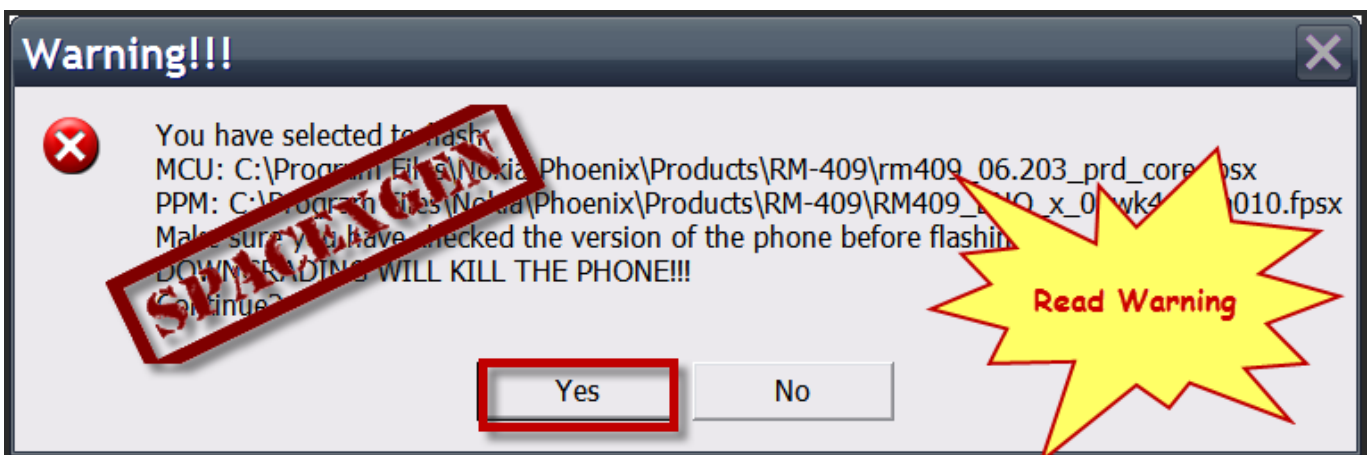 Warning!!!
You have selected to flash
MCU: C:\Program Files\Nokia\Phoenix\Products\RM-409\rm409_06.203_prd_core.fpsx
PPM: C:\Program Files\Nokia\Phoenix\Products\RM-409\RM409_
010.fpsx
Make sure you have checked the version of the phone before flashing
DOWNGRADING WILL KILL THE PHONE!!!
Continue?
SPACEXGEN
Read Warning
Yes
No